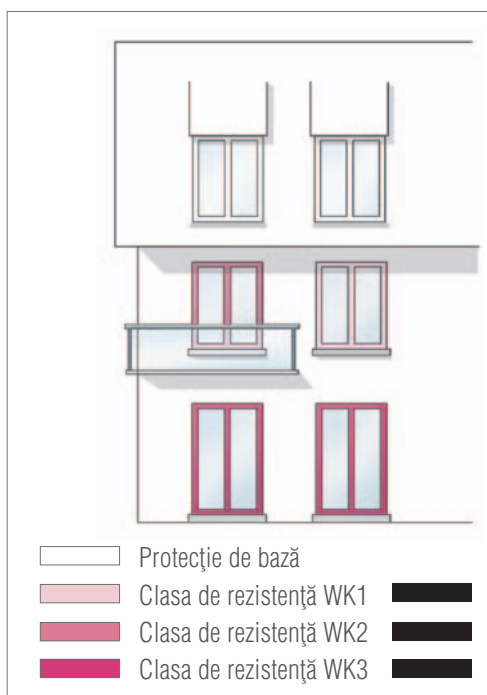 Protecţie de bază
Clasa de rezistenţă WK1
Clasa de rezistenţă WK2
Clasa de rezistenţă WK3